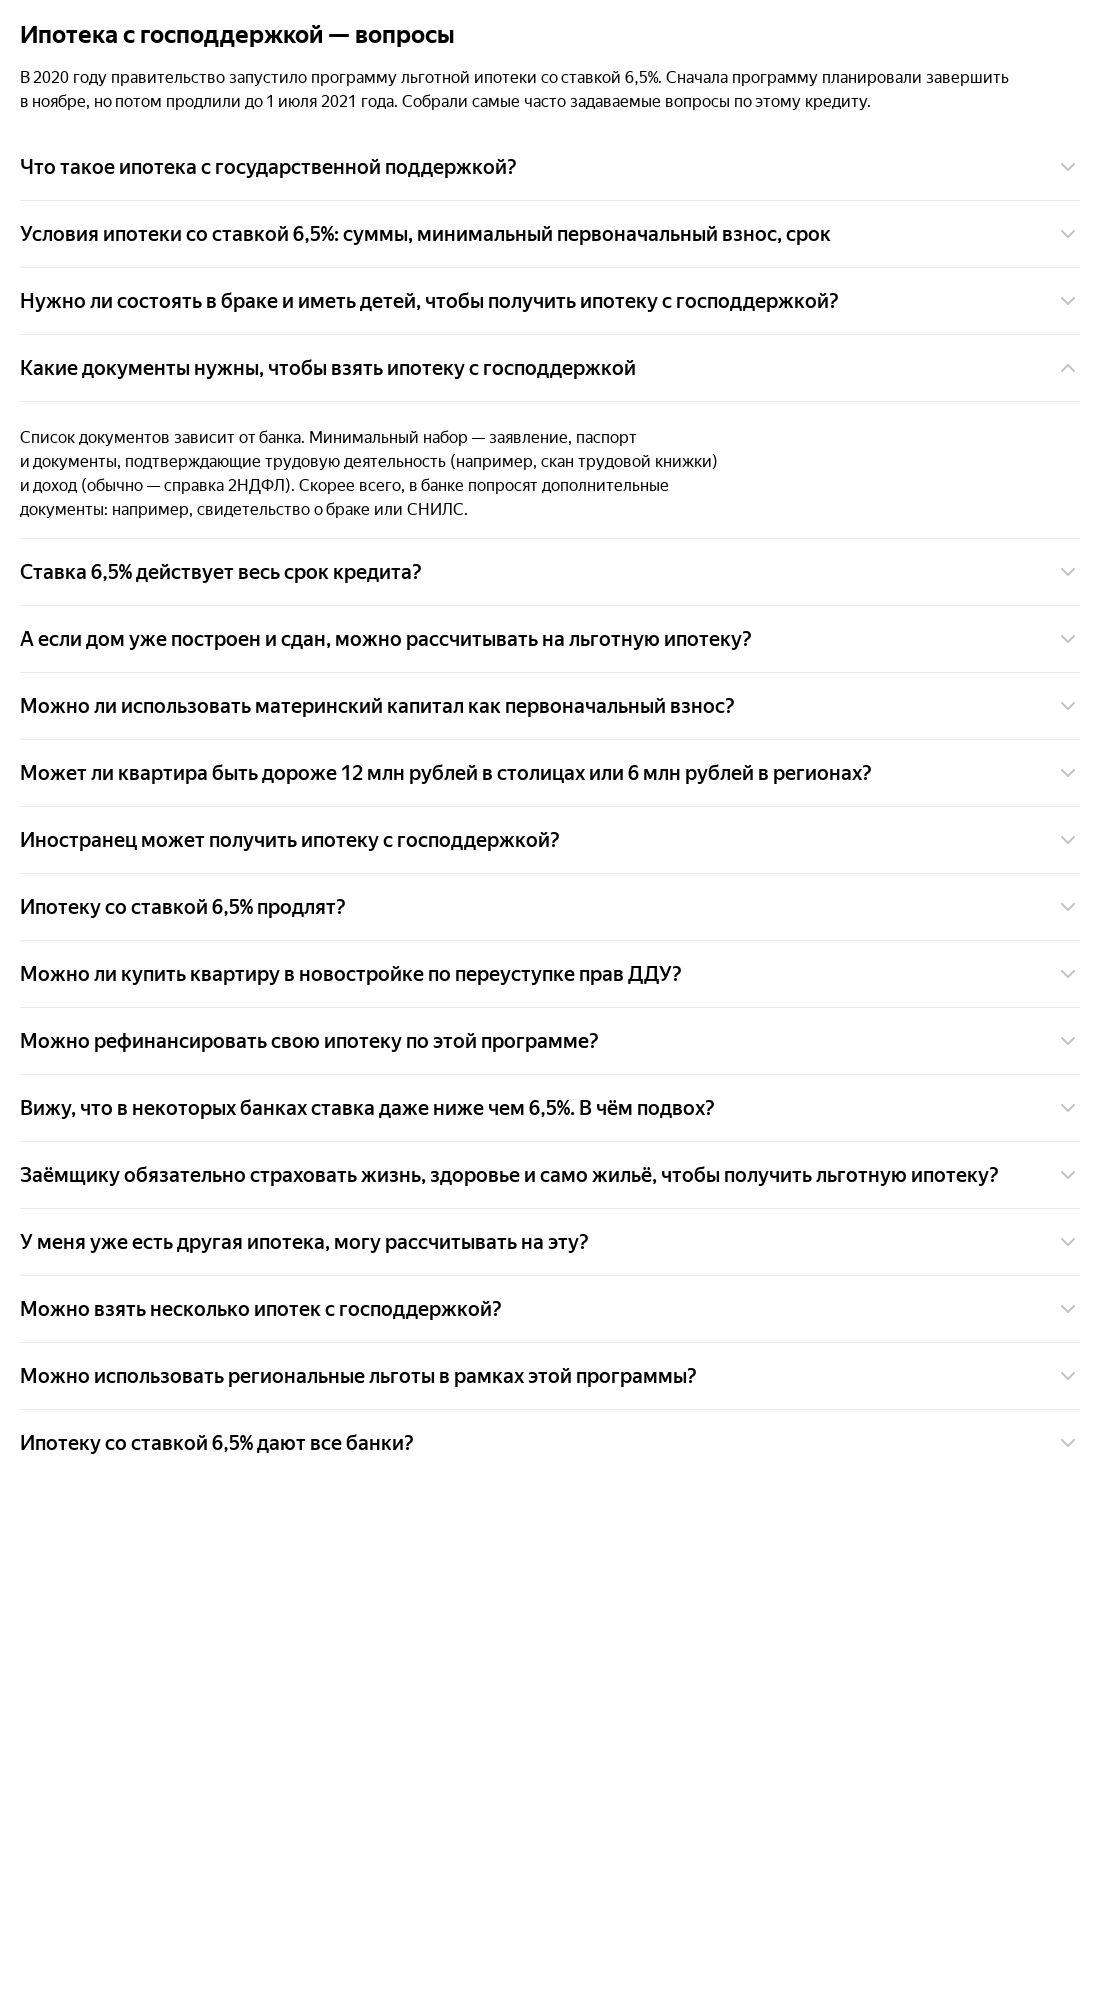 Ипотека с господдержкой — вопросы
В 2020 году правительство запустило программу льготной ипотеки со ставкой 6,5%. Сначала программу планировали завершить
в ноябре, но потом продлили до 1 июля 2021 года. Собрали самые часто задаваемые вопросы по этому кредиту.
Что такое ипотека с государственной поддержкой?
Условия ипотеки со ставкой 6,5%: суммы, минимальный первоначальный взнос, срок
Нужно ли состоять в браке и иметь детей, чтобы получить ипотеку с господдержкой?
Какие документы нужны, чтобы взять ипотеку с господдержкой
Список документов зависит от банка. Минимальный набор — заявление, паспорт
и документы, подтверждающие трудовую деятельность (например, скан трудовой книжки)
и доход (обычно — справка 2НДФЛ). Скорее всего, в банке попросят дополнительные
документы: например, свидетельство о браке или СНИЛС.
Ставка 6,5% действует весь срок кредита?
А если дом уже построен и сдан, можно рассчитывать на льготную ипотеку?
Можно ли использовать материнский капитал как первоначальный взнос?
Может ли квартира быть дороже 12 млн рублей в столицах или 6 млн рублей в регионах?
Иностранец может получить ипотеку с господдержкой?
Ипотеку со ставкой 6,5% продлят?
Можно ли купить квартиру в новостройке по переуступке прав ДДУ?
Можно рефинансировать свою ипотеку по этой программе?
Вижу, что в некоторых банках ставка даже ниже чем 6,5%. В чём подвох?
Заёмщику обязательно страховать жизнь, здоровье и само жильё, чтобы получить льготную ипотеку?
У меня уже есть другая ипотека, могу рассчитывать на эту?
Можно взять несколько ипотек с господдержкой?
Можно использовать региональные льготы в рамках этой программы?
Ипотеку со ставкой 6,5% дают все банки?